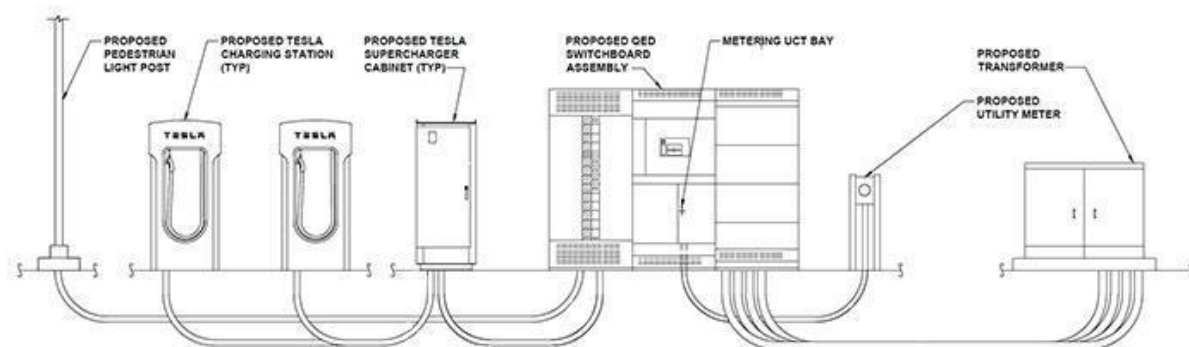 PROPOSED
PEDESTRIAN
LIGHT POST
PROPOSED TESLA
CHARGING STATION
(TYP)
PROPOSED TESLA
SUPERCHARGER
CABINET (TYP)
PROPOSED QED
SWITCHBOARD
ASSEMBLY
METERING UCT BAY
PROPOSED
UTILITY METER
PROPOSED
TRANSFORMER
TESLA
TESLA